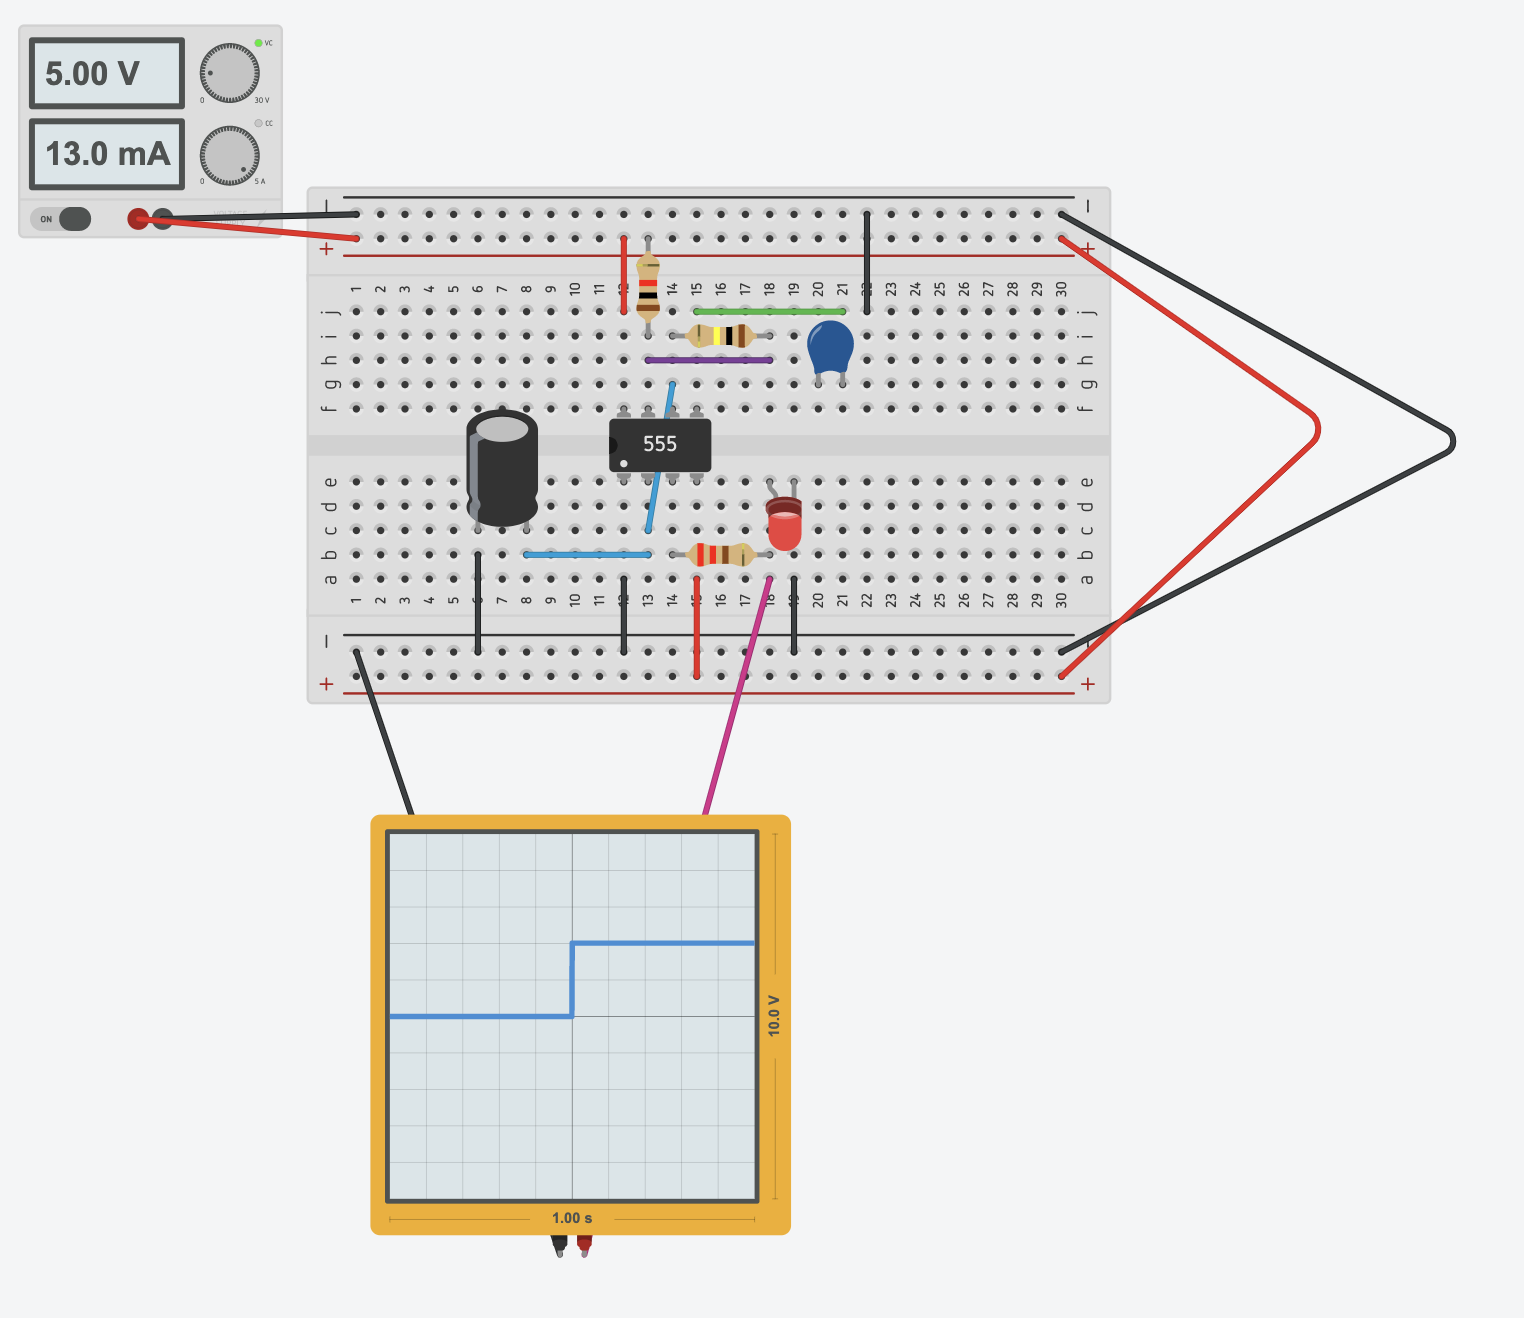 5.00 V
VC
0
30 V
13.0 mA
CC
0
5 A
ON
− −
+ +
1 2 3 4 5 6 7 8 9 10 11 12 13 14 15 16 17 18 19 20 21 22 23 24 25 26 27 28 29 30
j j
i i
h h
g g
f f
555
e e
d d
c c
b b
a a
1 2 3 4 5 6 7 8 9 10 11 12 13 14 15 16 17 18 19 20 21 22 23 24 25 26 27 28 29 30
− −
+ +
10.0 V
1.00 s